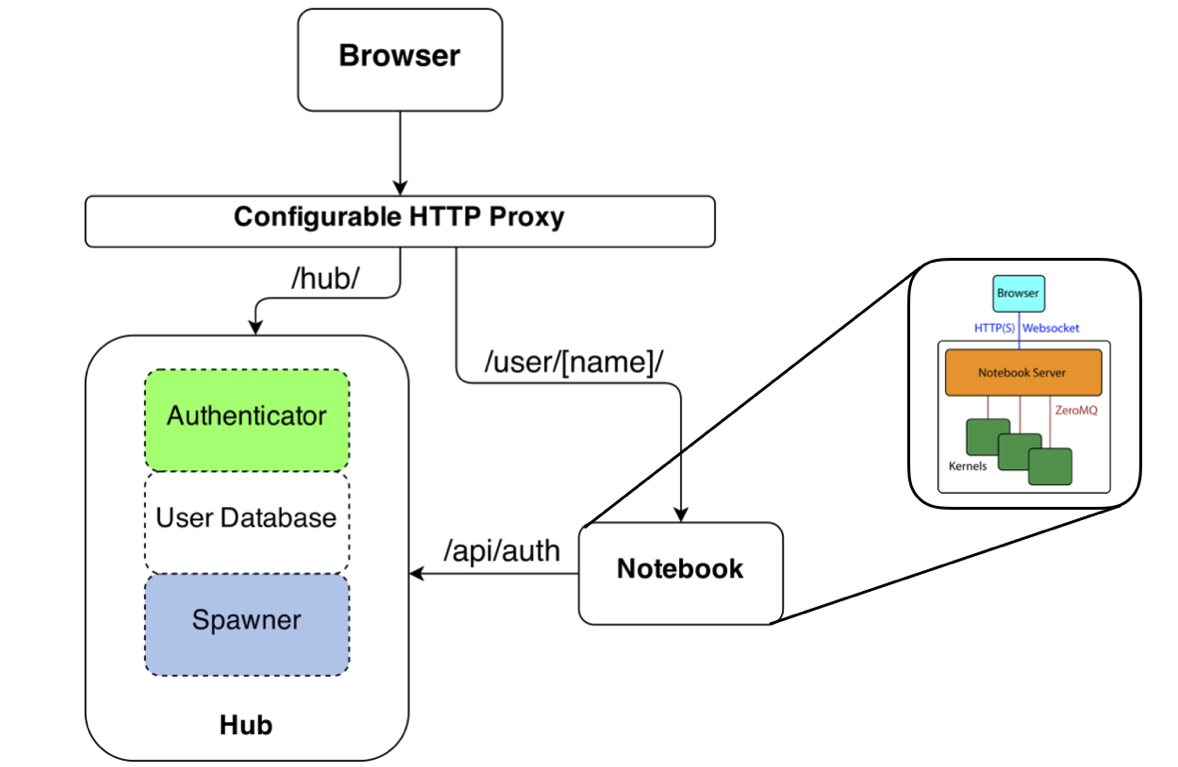 Browser
Configurable HTTP Proxy
/hub/
/user/[name]/
Authenticator
User Database
Spawner
Hub
/api/auth
Notebook
Browser
HTTP(S) Websocket
Notebook Server
ZeroMQ
Kernels